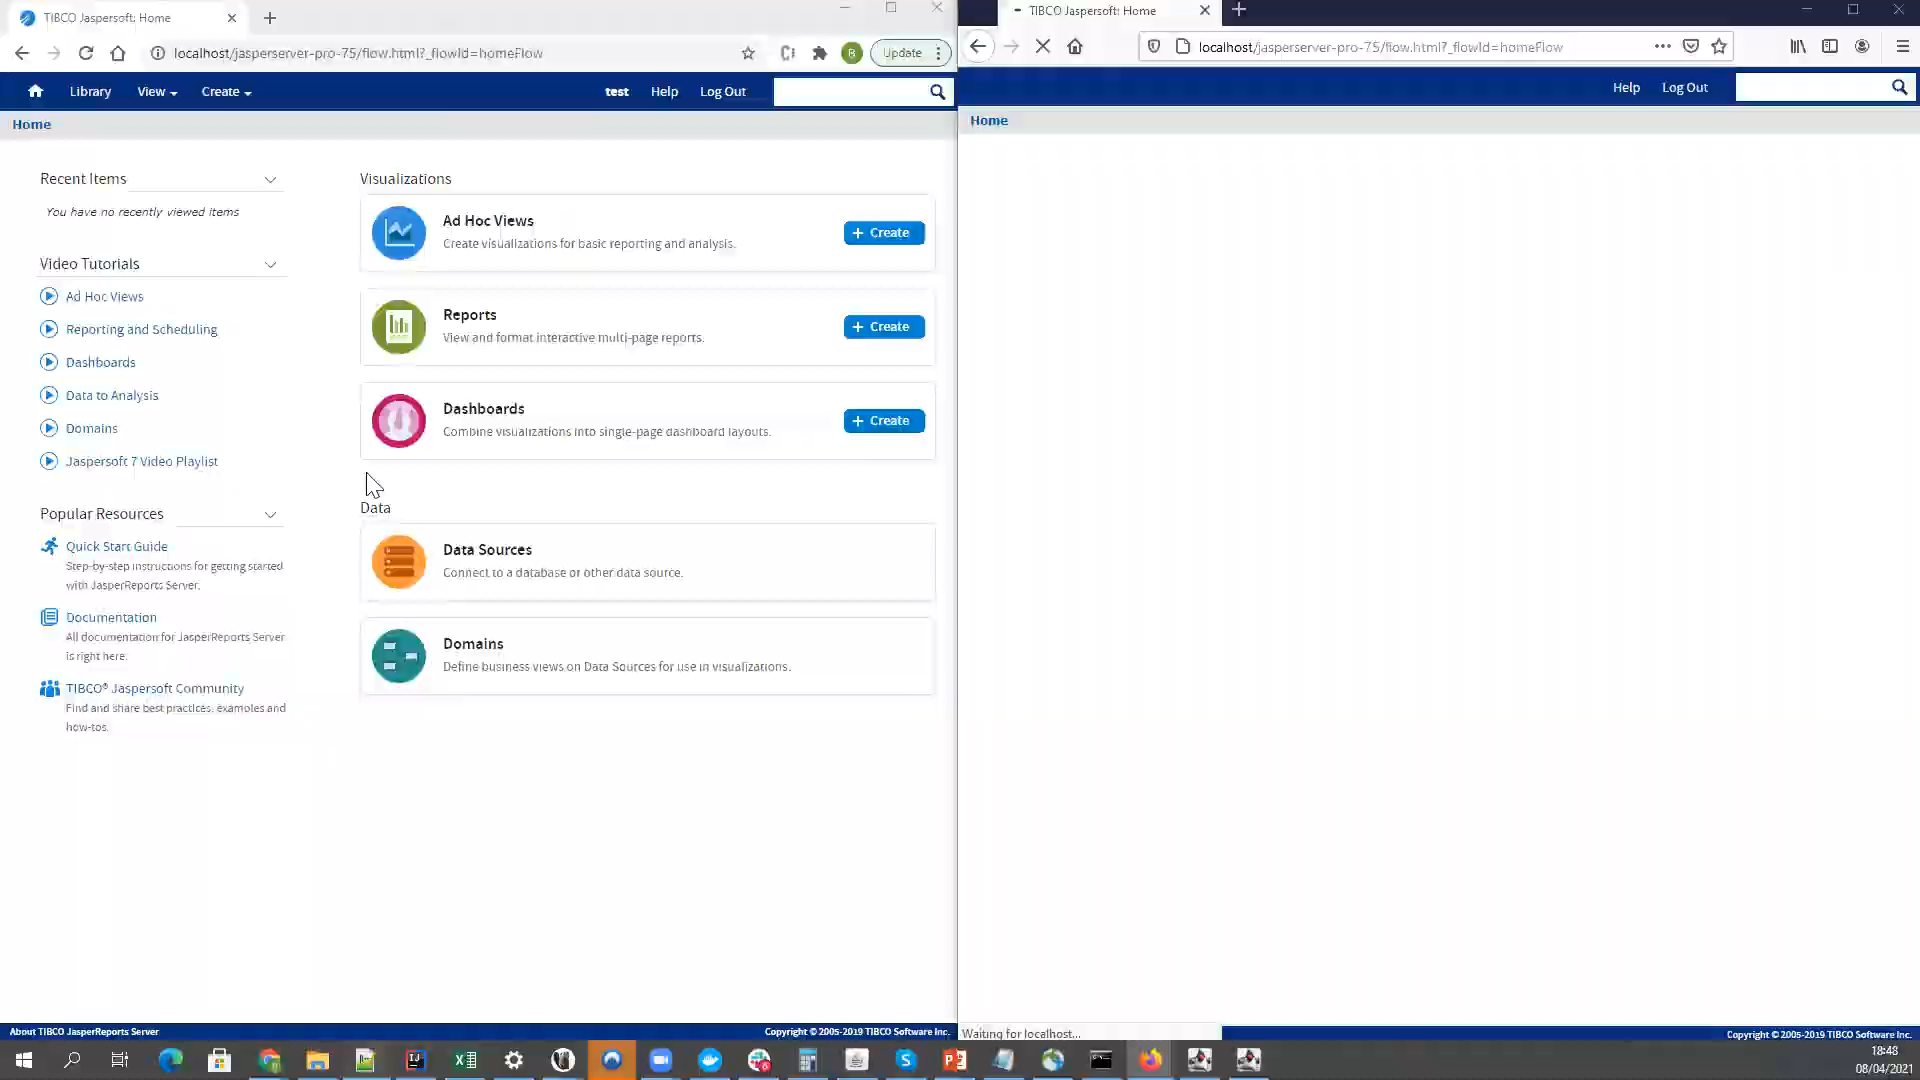 TIBCO Jaspersoft: Home
localhost/jasperserver-pro-75/flow.html?_flowId=homeFlow
B
Update
Library
View
Create
test
Help
Log Out
Home
Recent Items
You have no recently viewed items
Video Tutorials
Ad Hoc Views
Reporting and Scheduling
Dashboards
Data to Analysis
Domains
Jaspersoft 7 Video Playlist
Popular Resources
Quick Start Guide
Step-by-step instructions for getting started
with JasperReports Server.
Documentation
All documentation for JasperReports Server
is right here.
TIBCO® Jaspersoft Community
Find and share best practices, examples and
how-tos.
Visualizations
Ad Hoc Views
Create visualizations for basic reporting and analysis.
+ Create
Reports
View and format interactive multi-page reports.
+ Create
Dashboards
Combine visualizations into single-page dashboard layouts.
+ Create
Data
Data Sources
Connect to a database or other data source.
Domains
Define business views on Data Sources for use in visualizations.
About TIBCO JasperReports Server
Copyright © 2005-2019 TIBCO Software Inc.
TIBCO Jaspersoft: Home
localhost/jasperserver-pro-75/flow.html?_flowId=homeFlow
Help
Log Out
Home
Waiting for localhost...
Copyright © 2005-2019 TIBCO Software Inc.
18:48
08/04/2021